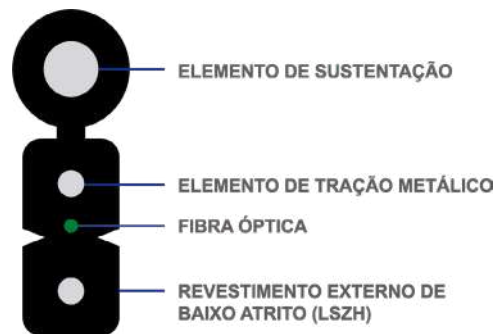 ELEMENTO DE SUSTENTAÇÃO
ELEMENTO DE TRAÇÃO METÁLICO
FIBRA ÓPTICA
REVESTIMENTO EXTERNO DE
BAIXO ATRITO (LSZH)